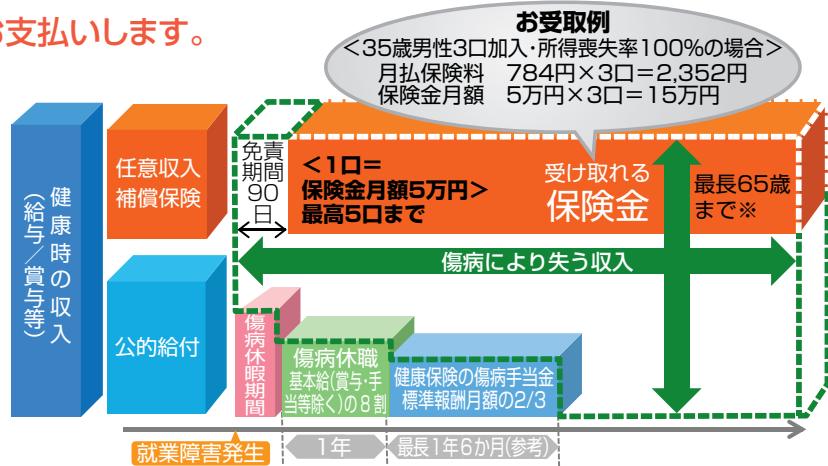 お支払いします。
お受取例
＜35歳男性3口加入・所得喪失率100%の場合＞
月払保険料　784円×3口＝2,352円
保険金月額　5万円×3口＝15万円
健康時の収入
（給与／賞与等）
任意収入
補償保険
公的給付
免責
期間
90
日
＜1口＝
保険金月額5万円＞
最高5口まで
受け取れる
保険金
最長65歳
まで※
傷病により失う収入
傷病休暇期間
傷病休職
基本給(賞与・手
当等除く)の８割
健康保険の傷病手当金
標準報酬月額の2/3
就業障害発生
1年
最長1年6か月(参考)